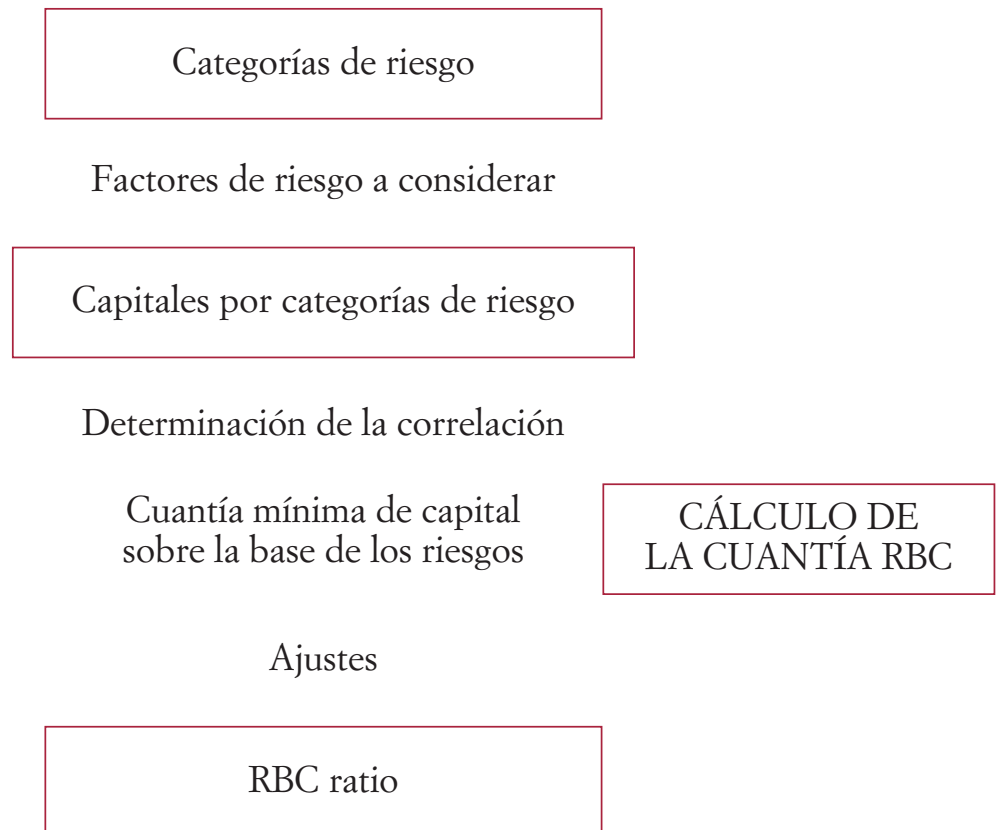 Categorías de riesgo
Factores de riesgo a considerar
Capitales por categorías de riesgo
Determinación de la correlación
Cuantía mínima de capital
sobre la base de los riesgos
CÁLCULO DE
LA CUANTÍA RBC
Ajustes
RBC ratio